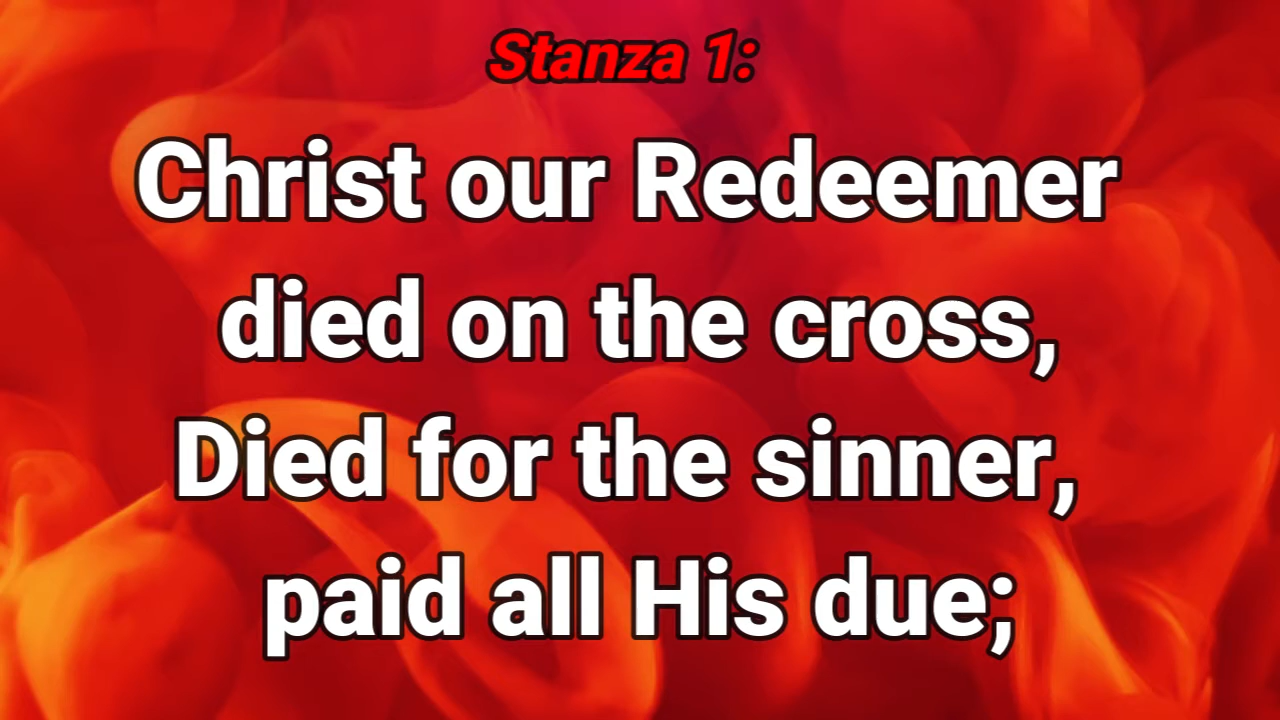 Stanza 1:
Christ our Redeemer
died on the cross,
Died for the sinner,
paid all His due;